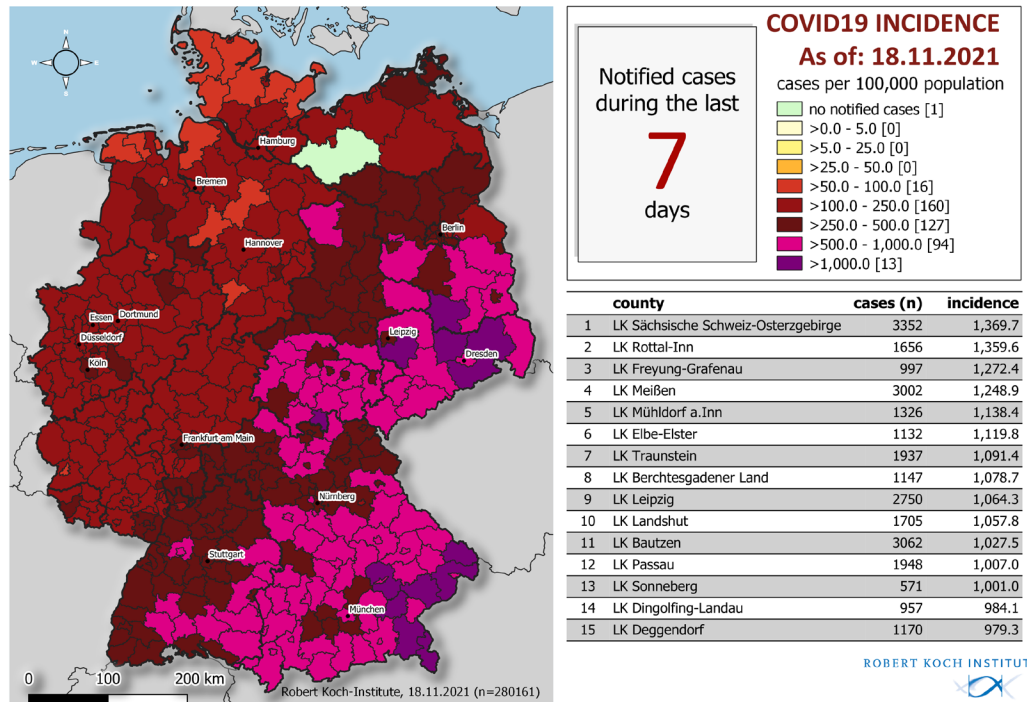 N
W
E
S
Hamburg
Bremen
Berlin
Hannover
Essen
Dortmund
Düsseldorf
Leipzig
Köln
Dresden
Frankfurt am Main
Nürnberg
Stuttgart
München
0 100 200 km
Robert Koch-Institute, 18.11.2021 (n=280161)
Notified cases
during the last
7
days
COVID19 INCIDENCE
As of: 18.11.2021
cases per 100,000 population
no notified cases [1]
>0.0 - 5.0 [0]
>5.0 - 25.0 [0]
>25.0 - 50.0 [0]
>50.0 - 100.0 [16]
>100.0 - 250.0 [160]
>250.0 - 500.0 [127]
>500.0 - 1,000.0 [94]
>1,000.0 [13]
county cases (n) incidence
1 LK Sächsische Schweiz-Osterzgebirge 3352 1,369.7
2 LK Rottal-Inn 1656 1,359.6
3 LK Freyung-Grafenau 997 1,272.4
4 LK Meißen 3002 1,248.9
5 LK Mühldorf a.Inn 1326 1,138.4
6 LK Elbe-Elster 1132 1,119.8
7 LK Traunstein 1937 1,091.4
8 LK Berchtesgadener Land 1147 1,078.7
9 LK Leipzig 2750 1,064.3
10 LK Landshut 1705 1,057.8
11 LK Bautzen 3062 1,027.5
12 LK Passau 1948 1,007.0
13 LK Sonneberg 571 1,001.0
14 LK Dingolfing-Landau 957 984.1
15 LK Deggendorf 1170 979.3
ROBERT KOCH INSTITUT